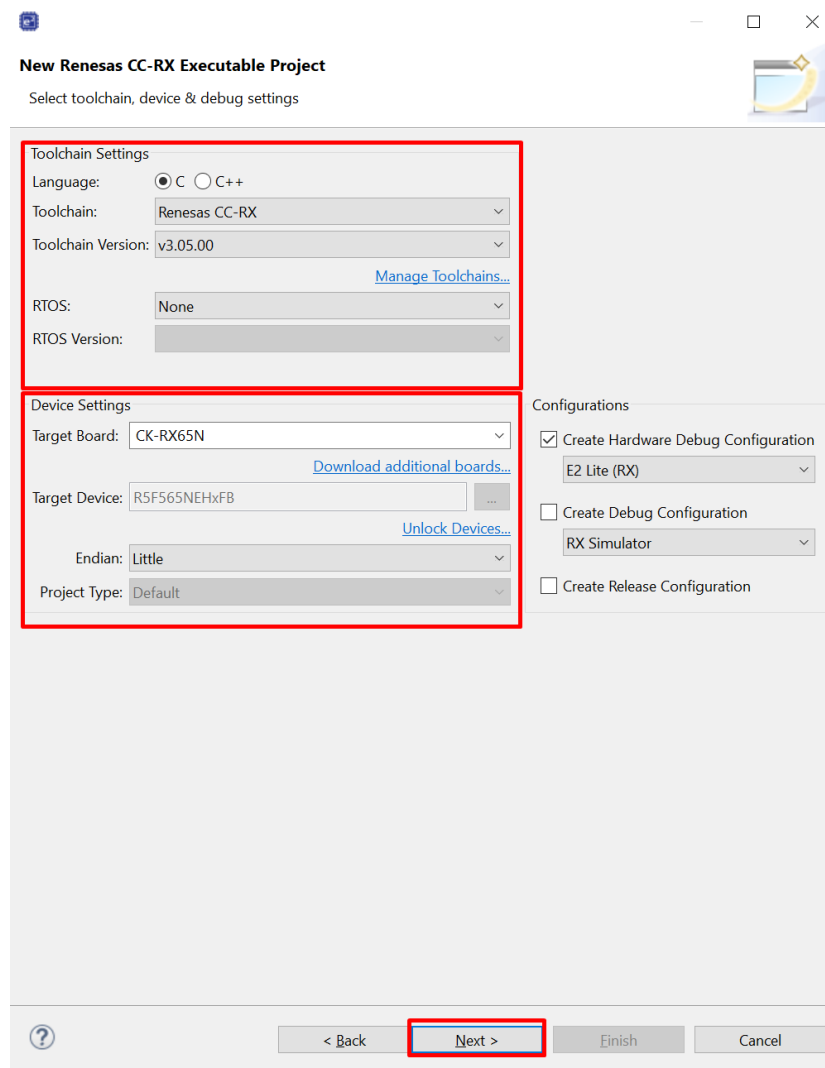 New Renesas CC-RX Executable Project
Select toolchain, device & debug settings
Toolchain Settings
Language: C C++
Toolchain: Renesas CC-RX
Toolchain Version: v3.05.00
Manage Toolchains...
RTOS: None
RTOS Version:
Device Settings
Target Board: CK-RX65N
Download additional boards...
Target Device: R5F565NEHxFB ...
Unlock Devices...
Endian: Little
Project Type: Default
Configurations
Create Hardware Debug Configuration
E2 Lite (RX)
Create Debug Configuration
RX Simulator
Create Release Configuration
? < Back Next > Finish Cancel